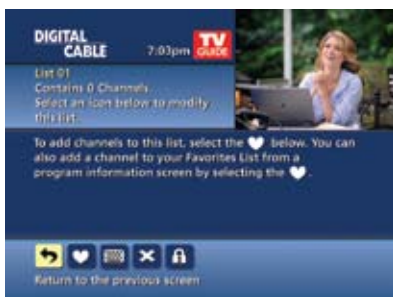 DIGITAL
CABLE
7:03pm
TV
GUIDE
List 01
Contains 0 Channels.
Select an icon below to modify
this list.
To add channels to this list, select the below. You can
also add a channel to your Favorites List from a
program information screen by selecting the .
Return to the previous screen